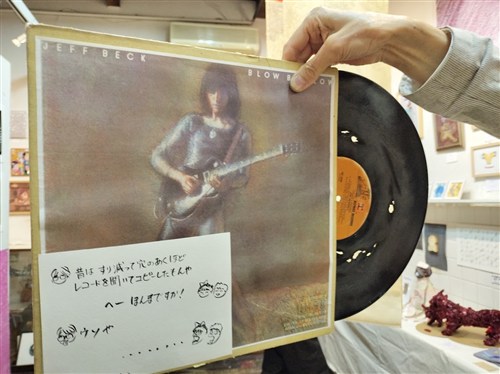 JEFF BECK
BLOW BY BLOW
昔は すり減って穴のあくほど
レコードを聞いてコピーしたもんや
へー ほんまですか!
ウソや
........